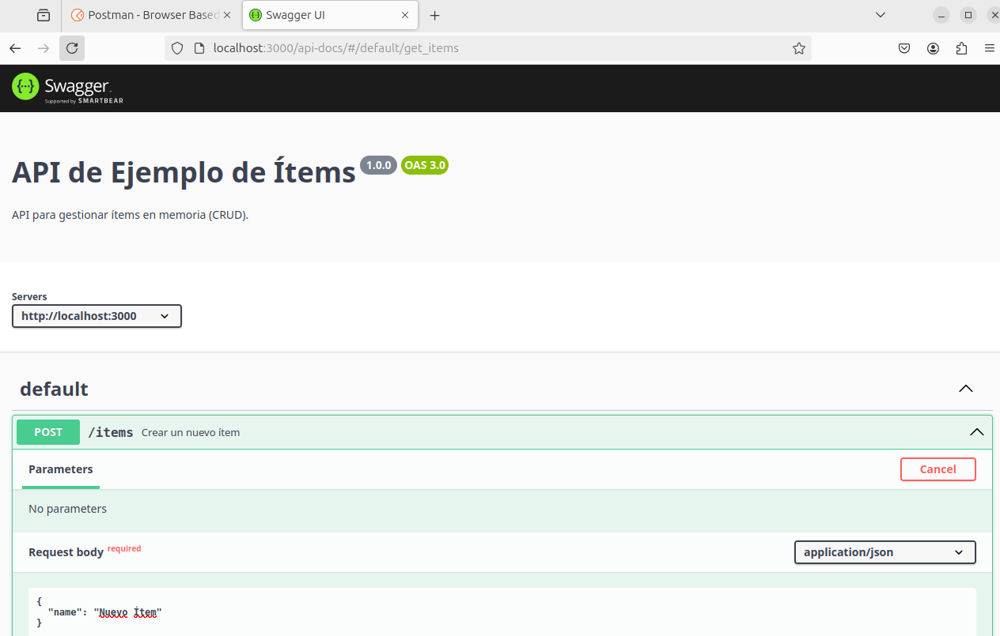 Postman - Browser Based
Swagger UI
localhost:3000/api-docs/#/default/get_items
Swagger
Supported by SMARTBEAR
API de Ejemplo de Ítems 1.0.0 OAS 3.0
API para gestionar ítems en memoria (CRUD).
Servers
http://localhost:3000
default
POST /items Crear un nuevo ítem
Parameters Cancel
No parameters
Request body required application/json
{
"name": "Nuevo Ítem"
}